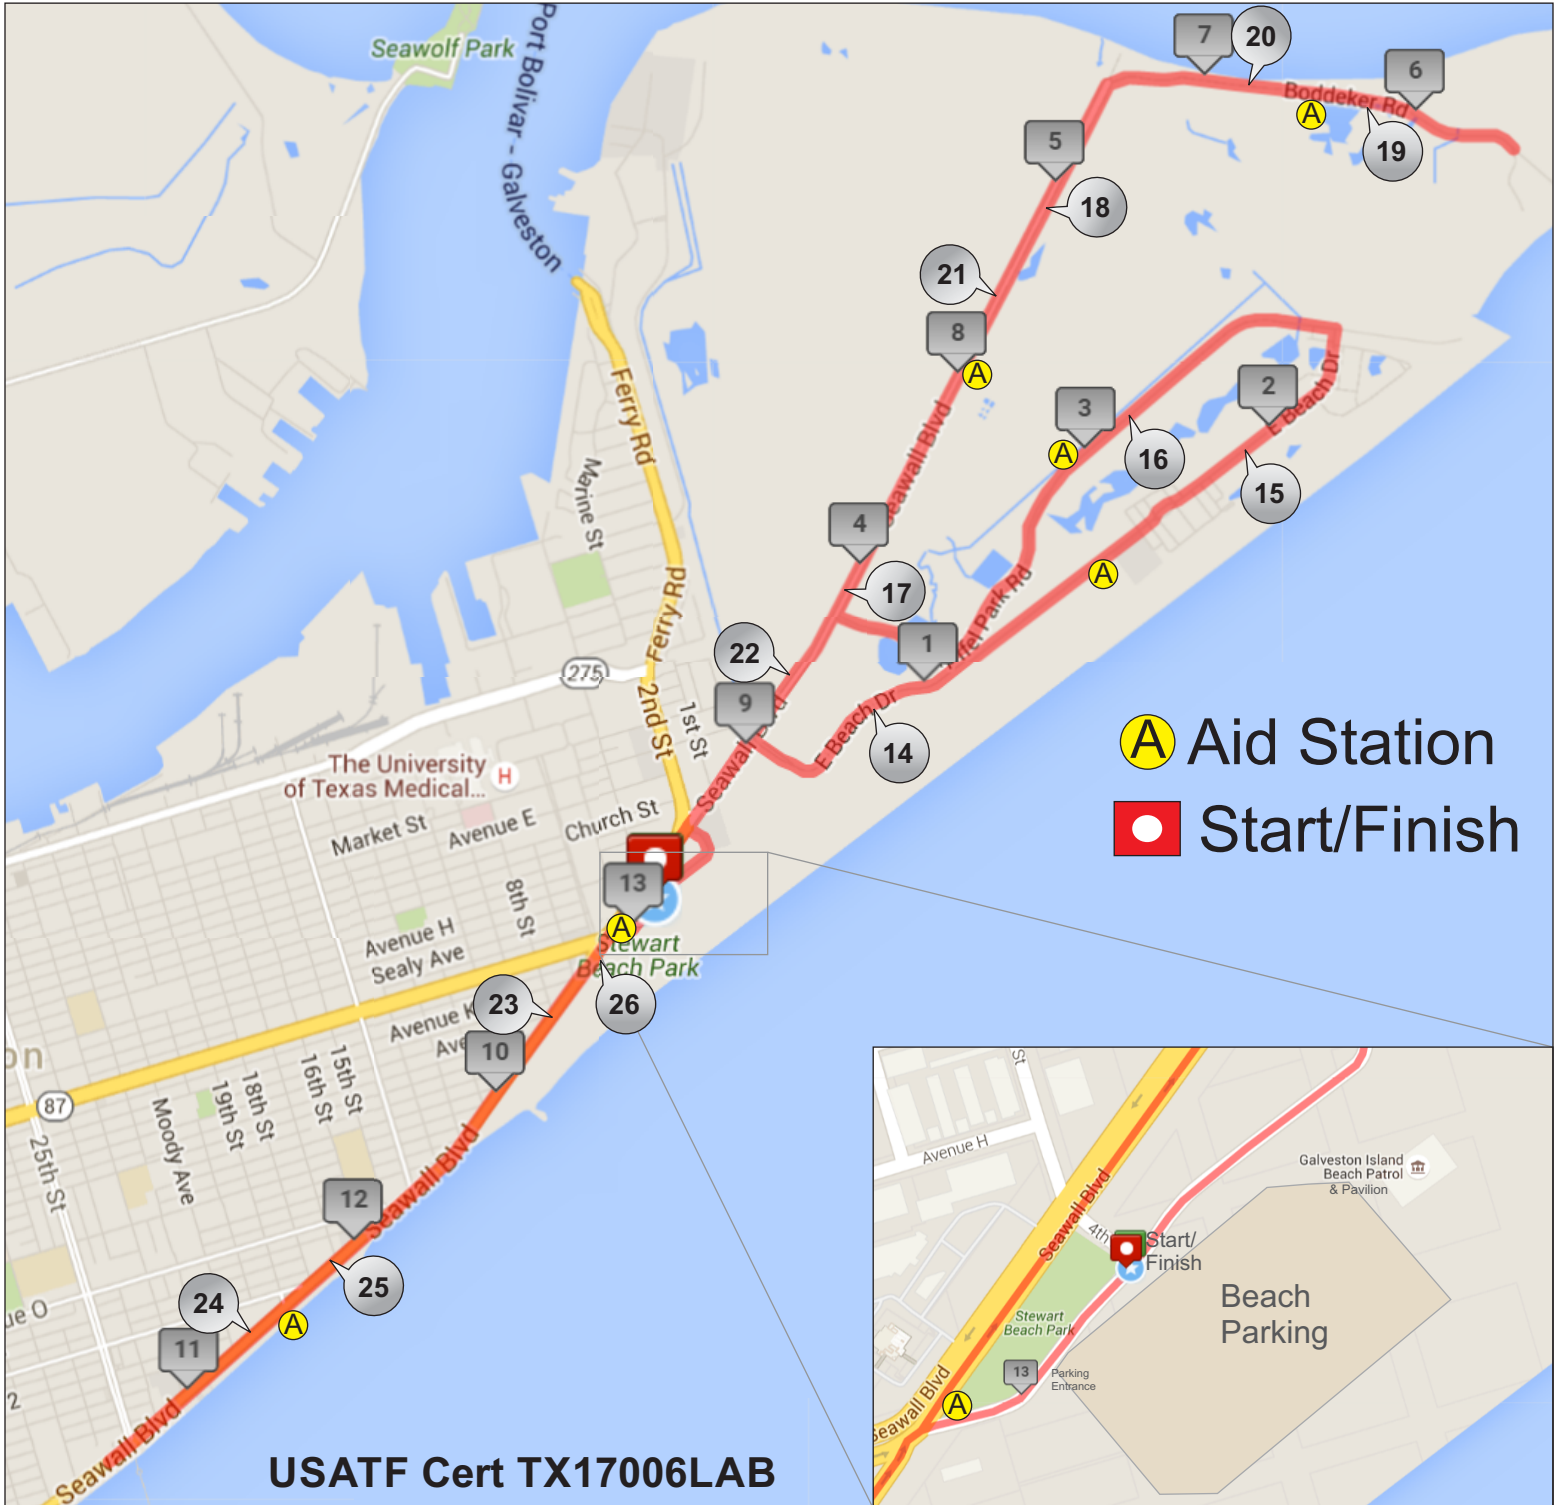 Seawolf Park
Port Bolivar - Galveston
7
20
6
Boddeker Rd
A
19
5
18
21
8
A
Ferry Rd
Seawall Blvd
3
2
E Beach Dr
A
16
15
Marine St
4
A
17
Ferry Rd
1
22
275
9
2nd St
1st St
E Beach Dr
14
Seawall
A Aid Station
The University
of Texas Medical...
H
Market St
Avenue E
Church St
Start/Finish
13
8th St
A
Avenue H
Sealy Ave
Stewart
Beach Park
23
26
Avenue K
10
87
15th St
16th St
18th St
19th St
Moody Ave
25th St
12
Seawall Blvd
25
24
A
11
2
Seawall Blvd
USATF Cert TX17006LAB
St
Avenue H
Seawall Blvd
Galveston Island
Beach Patrol
& Pavilion
4th
Start/
Finish
Beach
Parking
Stewart
Beach Park
13
Parking
Entrance
A
Seawall Blvd